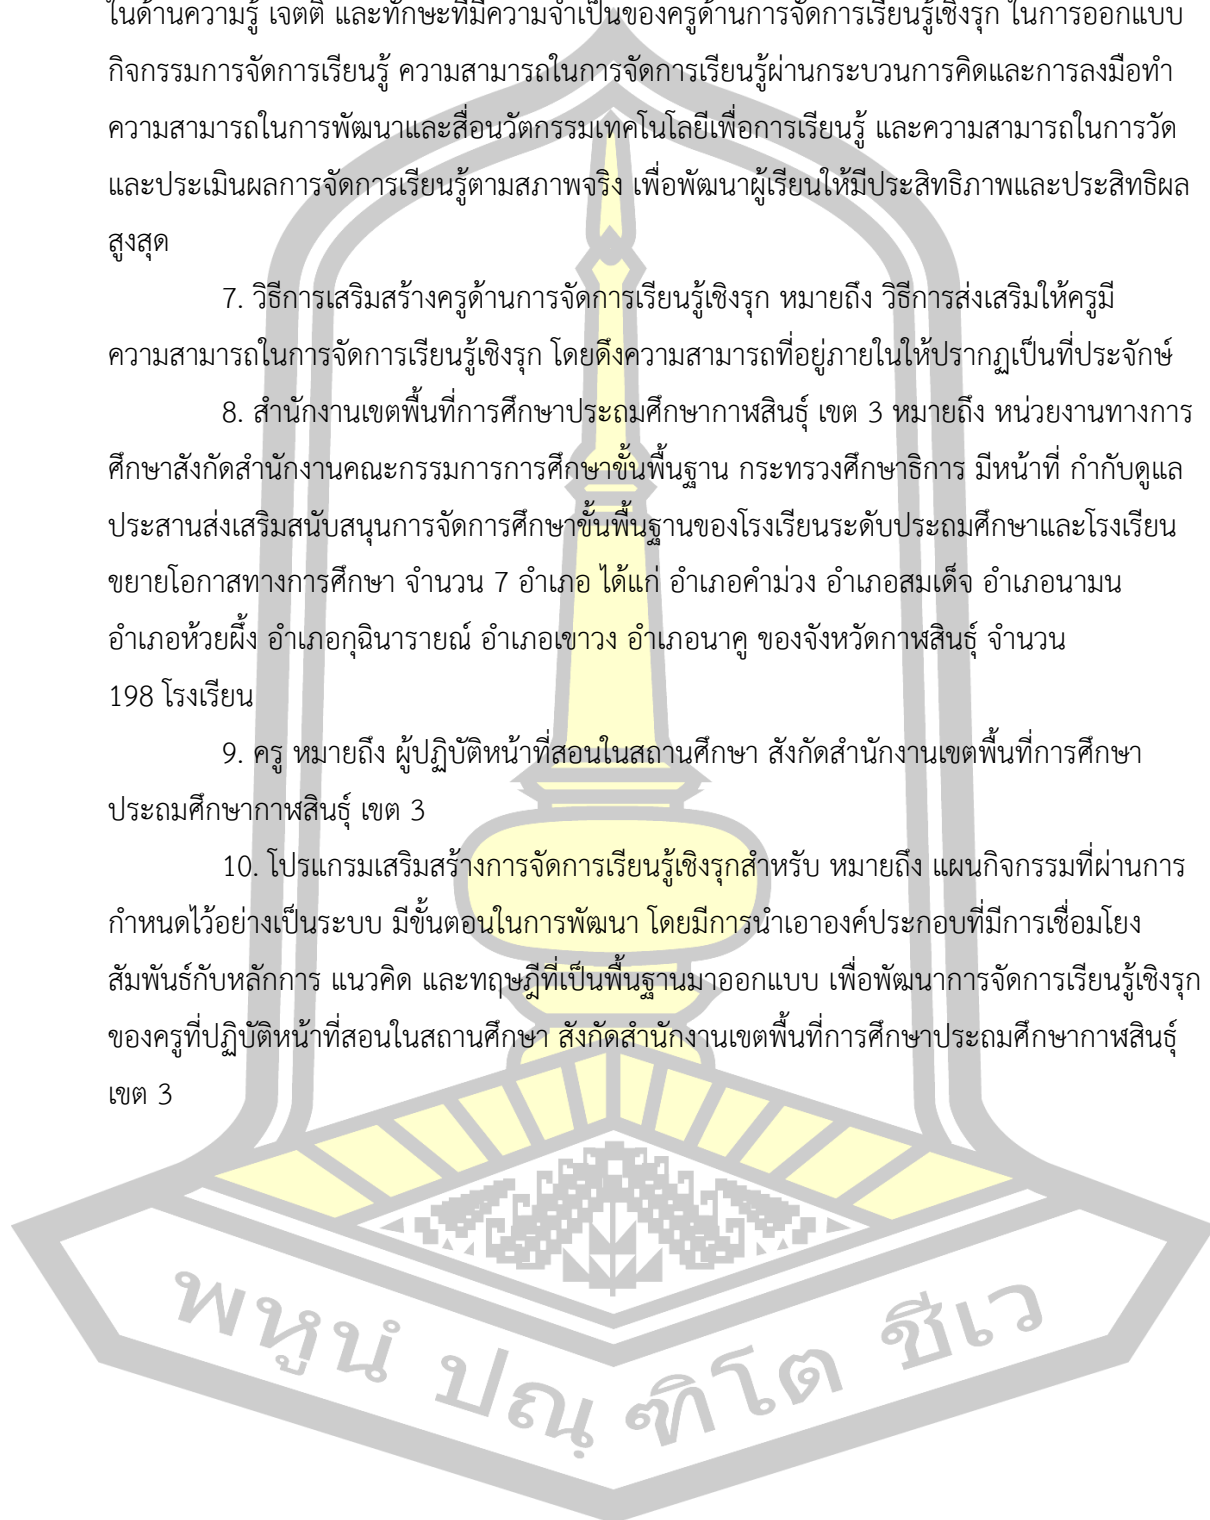 ในด้านความรู้ เจตติ และทักษะที่มีความจำเป็นของครูด้านการจัดการเรียนรู้เชิงรุก ในการออกแบบ
กิจกรรมการจัดการเรียนรู้ ความสามารถในการจัดการเรียนรู้ผ่านกระบวนการคิดและการลงมือทำ
ความสามารถในการพัฒนาและสื่อนวัตกรรมเทคโนโลยีเพื่อการเรียนรู้ และความสามารถในการวัด
และประเมินผลการจัดการเรียนรู้ตามสภาพจริง เพื่อพัฒนาผู้เรียนให้มีประสิทธิภาพและประสิทธิผล
สูงสุด
7. วิธีการเสริมสร้างครูด้านการจัดการเรียนรู้เชิงรุก หมายถึง วิธีการส่งเสริมให้ครูมี
ความสามารถในการจัดการเรียนรู้เชิงรุก โดยดึงความสามารถที่อยู่ภายในให้ปรากฏเป็นที่ประจักษ์
8. สำนักงานเขตพื้นที่การศึกษาประถมศึกษากาฬสินธุ์ เขต 3 หมายถึง หน่วยงานทางการ
ศึกษาสังกัดสำนักงานคณะกรรมการการศึกษาขั้นพื้นฐาน กระทรวงศึกษาธิการ มีหน้าที่ กำกับดูแล
ประสานส่งเสริมสนับสนุนการจัดการศึกษาขั้นพื้นฐานของโรงเรียนระดับประถมศึกษาและโรงเรียน
ขยายโอกาสทางการศึกษา จำนวน 7 อำเภอ ได้แก่ อำเภอคำม่วง อำเภอสมเด็จ อำเภอนามน
อำเภอห้วยผึ้ง อำเภอกุฉินารายณ์ อำเภอเขาวง อำเภอนาคู ของจังหวัดกาฬสินธุ์ จำนวน
198 โรงเรียน
9. ครู หมายถึง ผู้ปฏิบัติหน้าที่สอนในสถานศึกษา สังกัดสำนักงานเขตพื้นที่การศึกษา
ประถมศึกษากาฬสินธุ์ เขต 3
10. โปรแกรมเสริมสร้างการจัดการเรียนรู้เชิงรุกสำหรับ หมายถึง แผนกิจกรรมที่ผ่านการ
กำหนดไว้อย่างเป็นระบบ มีขั้นตอนในการพัฒนา โดยมีการนำเอาองค์ประกอบที่มีการเชื่อมโยง
สัมพันธ์กับหลักการ แนวคิด และทฤษฎีที่เป็นพื้นฐานมาออกแบบ เพื่อพัฒนาการจัดการเรียนรู้เชิงรุก
ของครูที่ปฏิบัติหน้าที่สอนในสถานศึกษา สังกัดสำนักงานเขตพื้นที่การศึกษาประถมศึกษากาฬสินธุ์
เขต 3
พหูนํ ปณฺฑิโต ชีเว